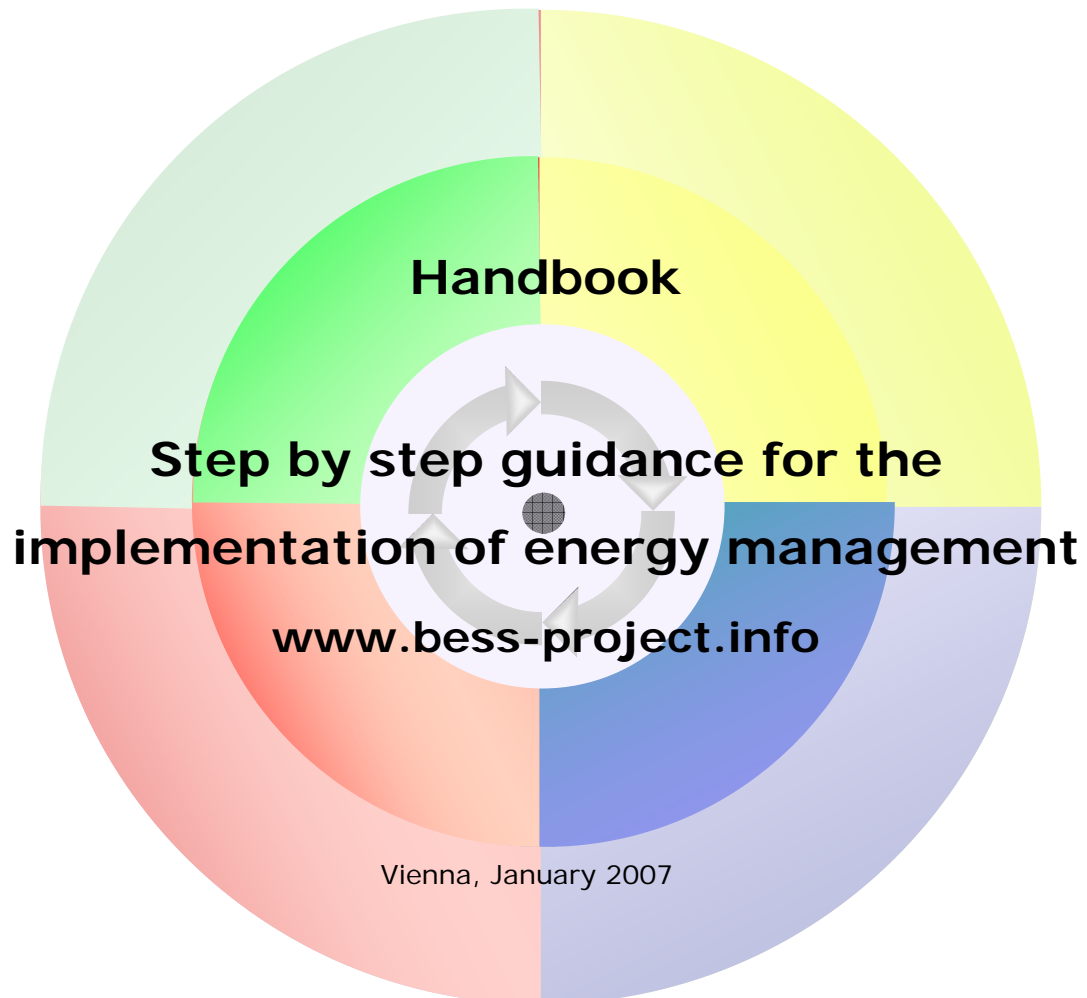 Handbook
Step by step guidance for the
implementation of energy management
www.bess-project.info
Vienna, January 2007